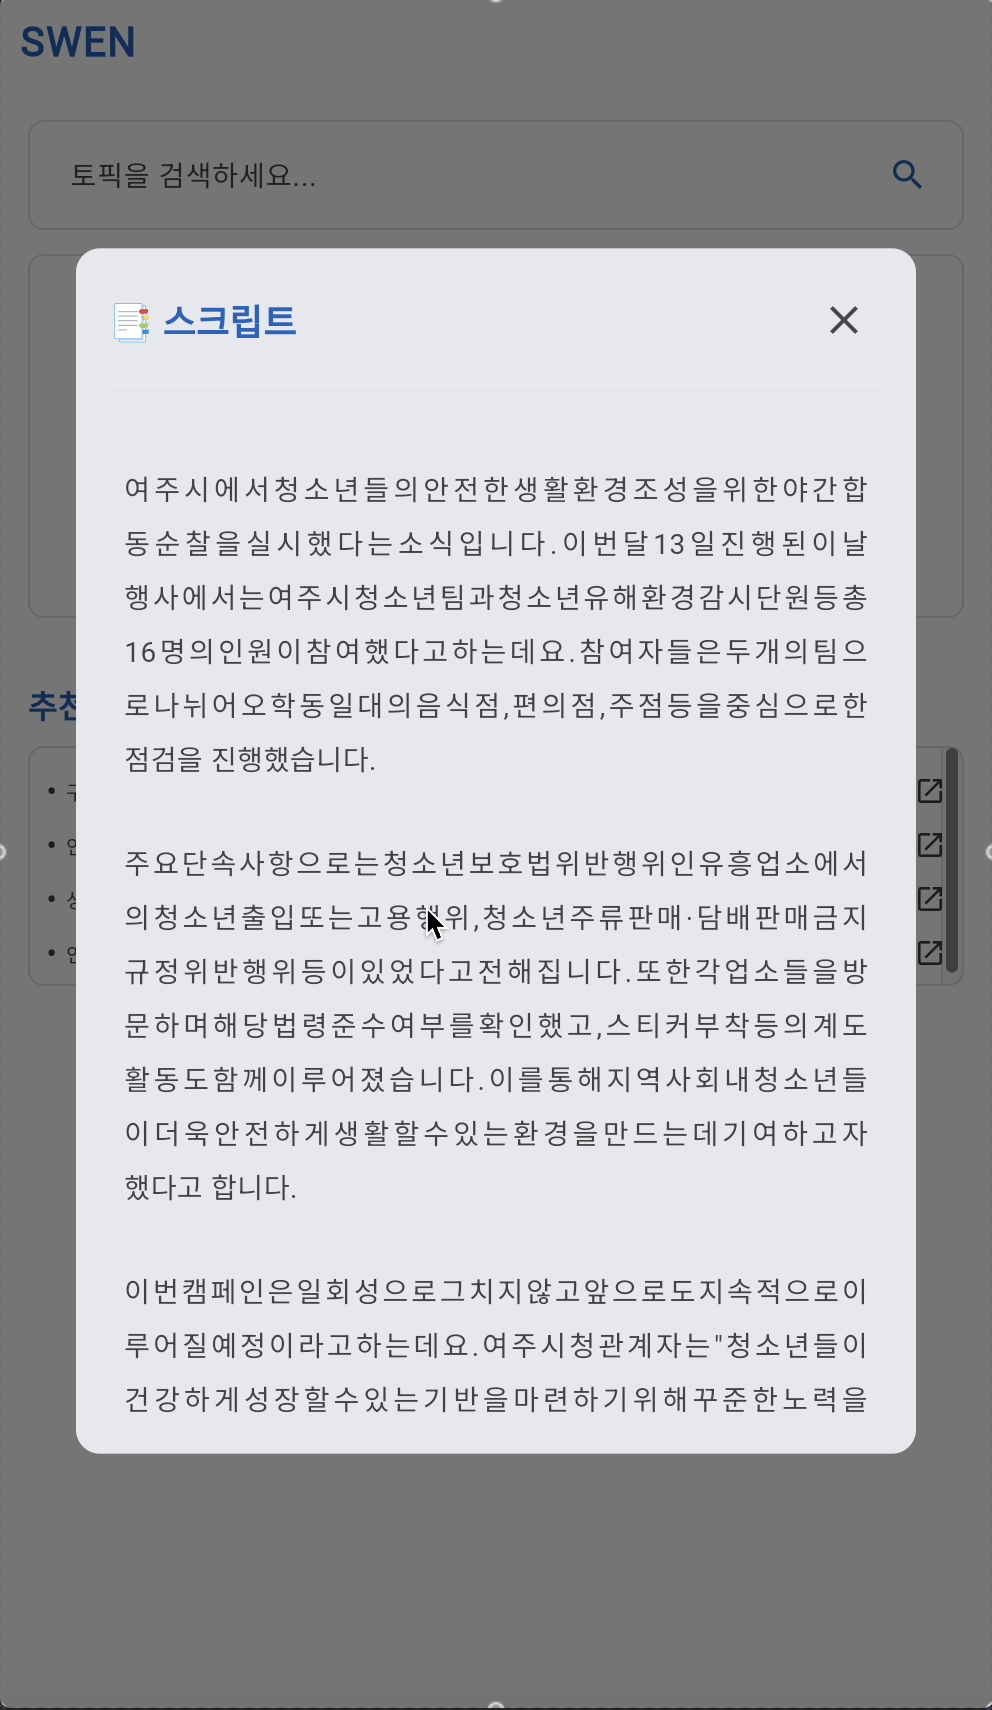 SWEN
토픽을 검색하세요...
스크립트
여주시에서청소년들의안전한생활환경조성을위한야간합
동순찰을실시했다는소식입니다.이번달13일진행된이날
행사에서는여주시청소년팀과청소년유해환경감시단원등총
16명의인원이참여했다고하는데요.참여자들은두개의팀으
로나뉘어오학동일대의음식점,편의점,주점등을중심으로한
점검을 진행했습니다.
주요단속사항으로는청소년보호법위반행위인유흥업소에서
의청소년출입또는고용행위,청소년주류판매·담배판매금지
규정위반행위등이있었다고전해집니다.또한각업소들을방
문하며해당법령준수여부를확인했고,스티커부착등의계도
활동도함께이루어졌습니다.이를통해지역사회내청소년들
이더욱안전하게생활할수있는환경을만드는데기여하고자
했다고 합니다.
이번캠페인은일회성으로그치지않고앞으로도지속적으로이
루어질예정이라고하는데요.여주시청관계자는"청소년들이
건강하게성장할수있는기반을마련하기위해꾸준한노력을
추천